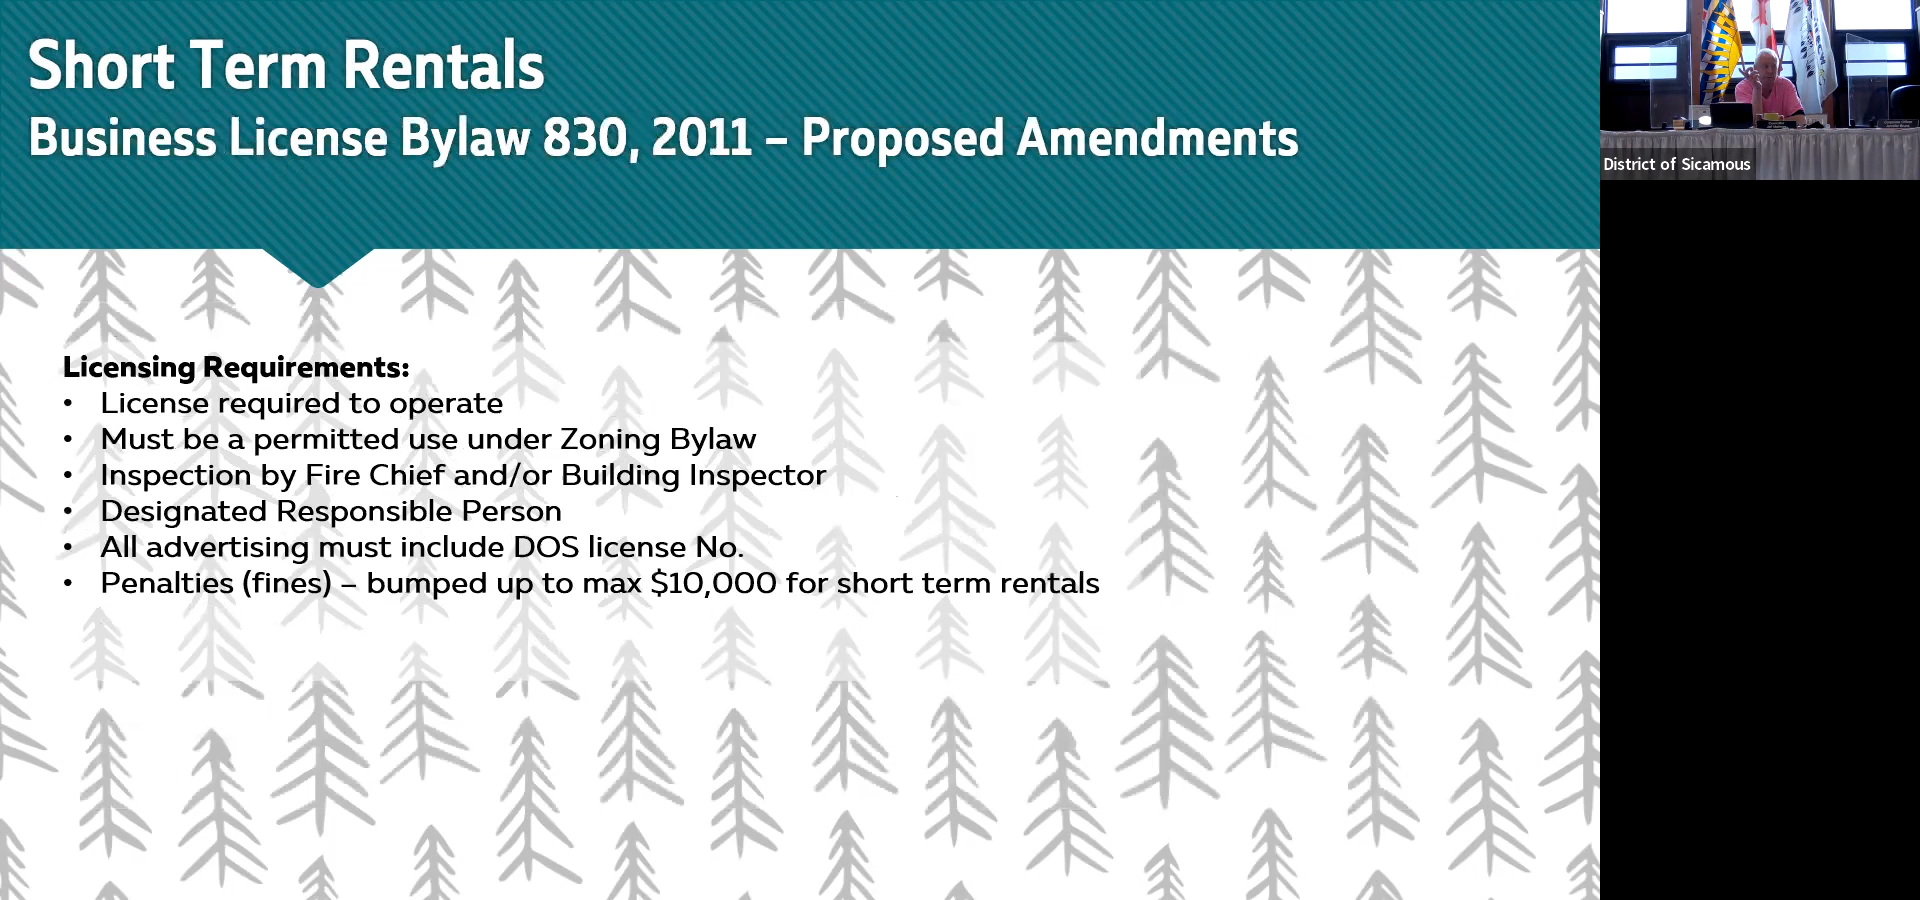 Short Term Rentals
Business License Bylaw 830, 2011 – Proposed Amendments
District of Sicamous
Licensing Requirements:
• License required to operate
• Must be a permitted use under Zoning Bylaw
• Inspection by Fire Chief and/or Building Inspector
• Designated Responsible Person
• All advertising must include DOS license No.
• Penalties (fines) – bumped up to max $10,000 for short term rentals